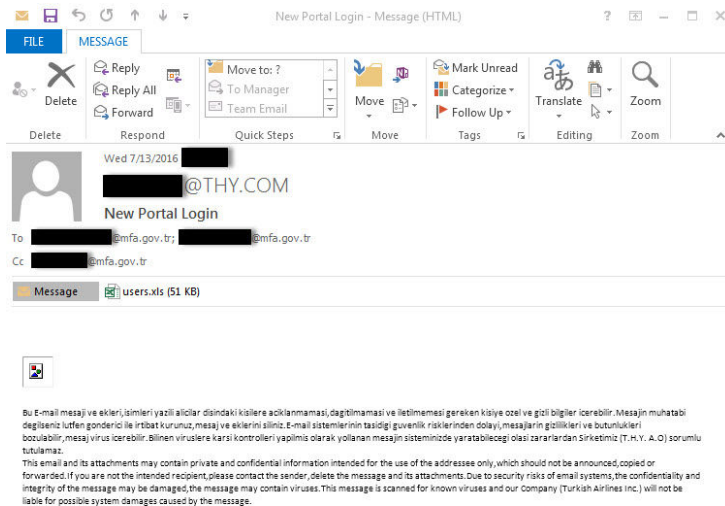 New Portal Login - Message (HTML)
FILE MESSAGE
Delete
Reply
Reply All
Forward
Move to: ?
To Manager
Team Email
Move
Mark Unread
Categorize
Follow Up
Translate
Zoom
Delete Respond Quick Steps Move Tags Editing Zoom
Wed 7/13/2016
@THY.COM
New Portal Login
To @mfa.gov.tr; @mfa.gov.tr
Cc @mfa.gov.tr
Message users.xls (51 KB)
Bu E-mail mesaji ve ekleri,isimleri yazili alicilar disindaki kisilere aciklanmamasi,dagitilmamasi ve iletilmemesi gereken kisiye ozel ve gizli bilgiler icerebilir.Mesajin muhatabi
degilseniz lutfen gonderici ile irtibat kurunuz,mesaj ve eklerini siliniz.E-mail sistemlerinin tasidigi guvenlik risklerinden dolayi,mesajlarin gizlilikleri ve butunlukleri
bozulabilir,mesaj virus icerebilir.Bilinen viruslere karsi kontrolleri yapilmis olarak yollanan mesajin sisteminizde yaratabilecegi olasi zararlardan Sirketimiz (T.H.Y. A.O) sorumlu
tutulamaz.
This email and its attachments may contain private and confidential information intended for the use of the addressee only,which should not be announced,copied or
forwarded.If you are not the intended recipient,please contact the sender,delete the message and its attachments.Due to security risks of email systems,the confidentiality and
integrity of the message may be damaged,the message may contain viruses.This message is scanned for known viruses and our Company (Turkish Airlines Inc.) will not be
liable for possible system damages caused by the message.